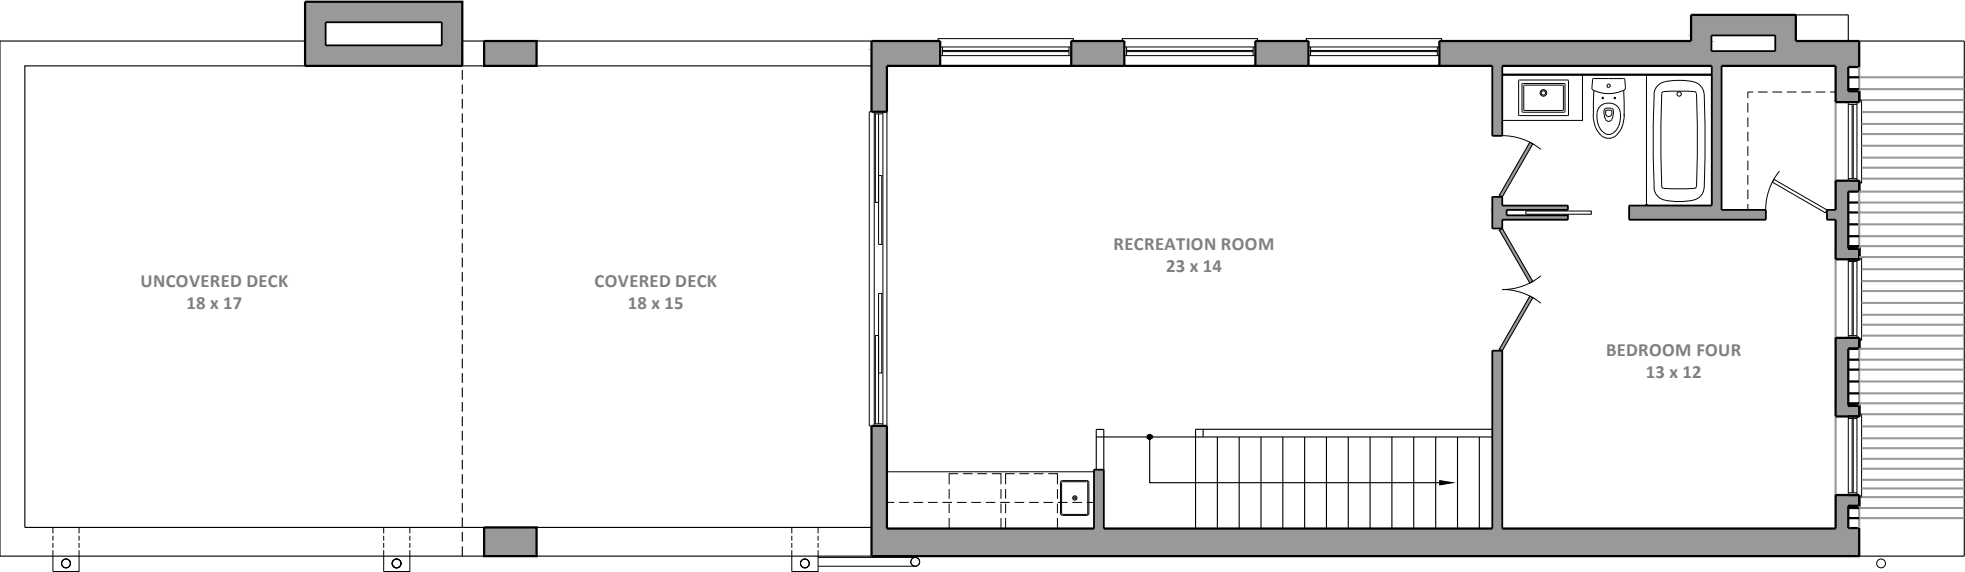 UNCOVERED DECK
18 x 17
COVERED DECK
18 x 15
RECREATION ROOM
23 x 14
BEDROOM FOUR
13 x 12